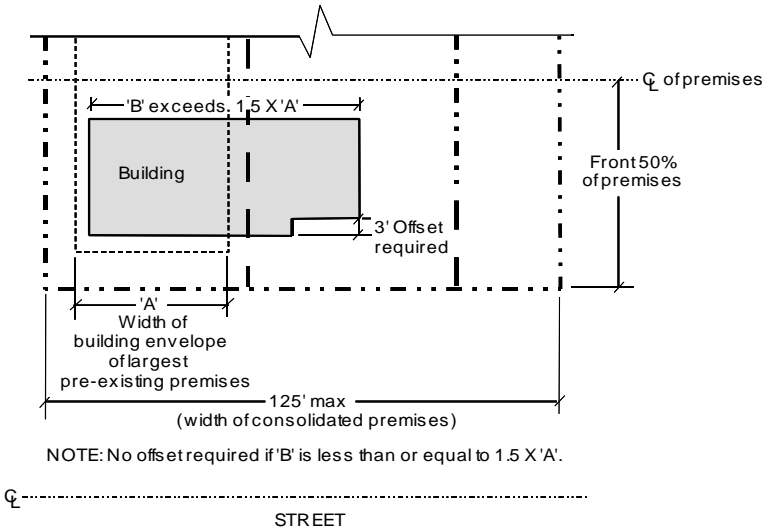 ℄ of premises
'B' exceeds 1.5 X 'A'
Building
Front 50%
of premises
3' Offset
required
'A'
Width of
building envelope
of largest
pre-existing premises
125' max
(width of consolidated premises)
NOTE: No offset required if 'B' is less than or equal to 1.5 X 'A'.
℄
STREET